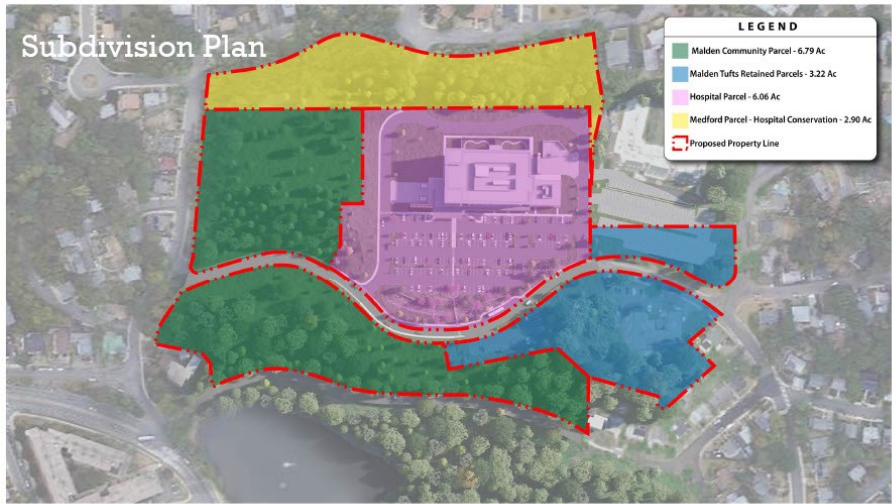 Subdivision Plan
LEGEND
Malden Community Parcel - 6.79 Ac
Malden Tufts Retained Parcels - 3.22 Ac
Hospital Parcel - 6.06 Ac
Medford Parcel - Hospital Conservation - 2.90 Ac
Proposed Property Line